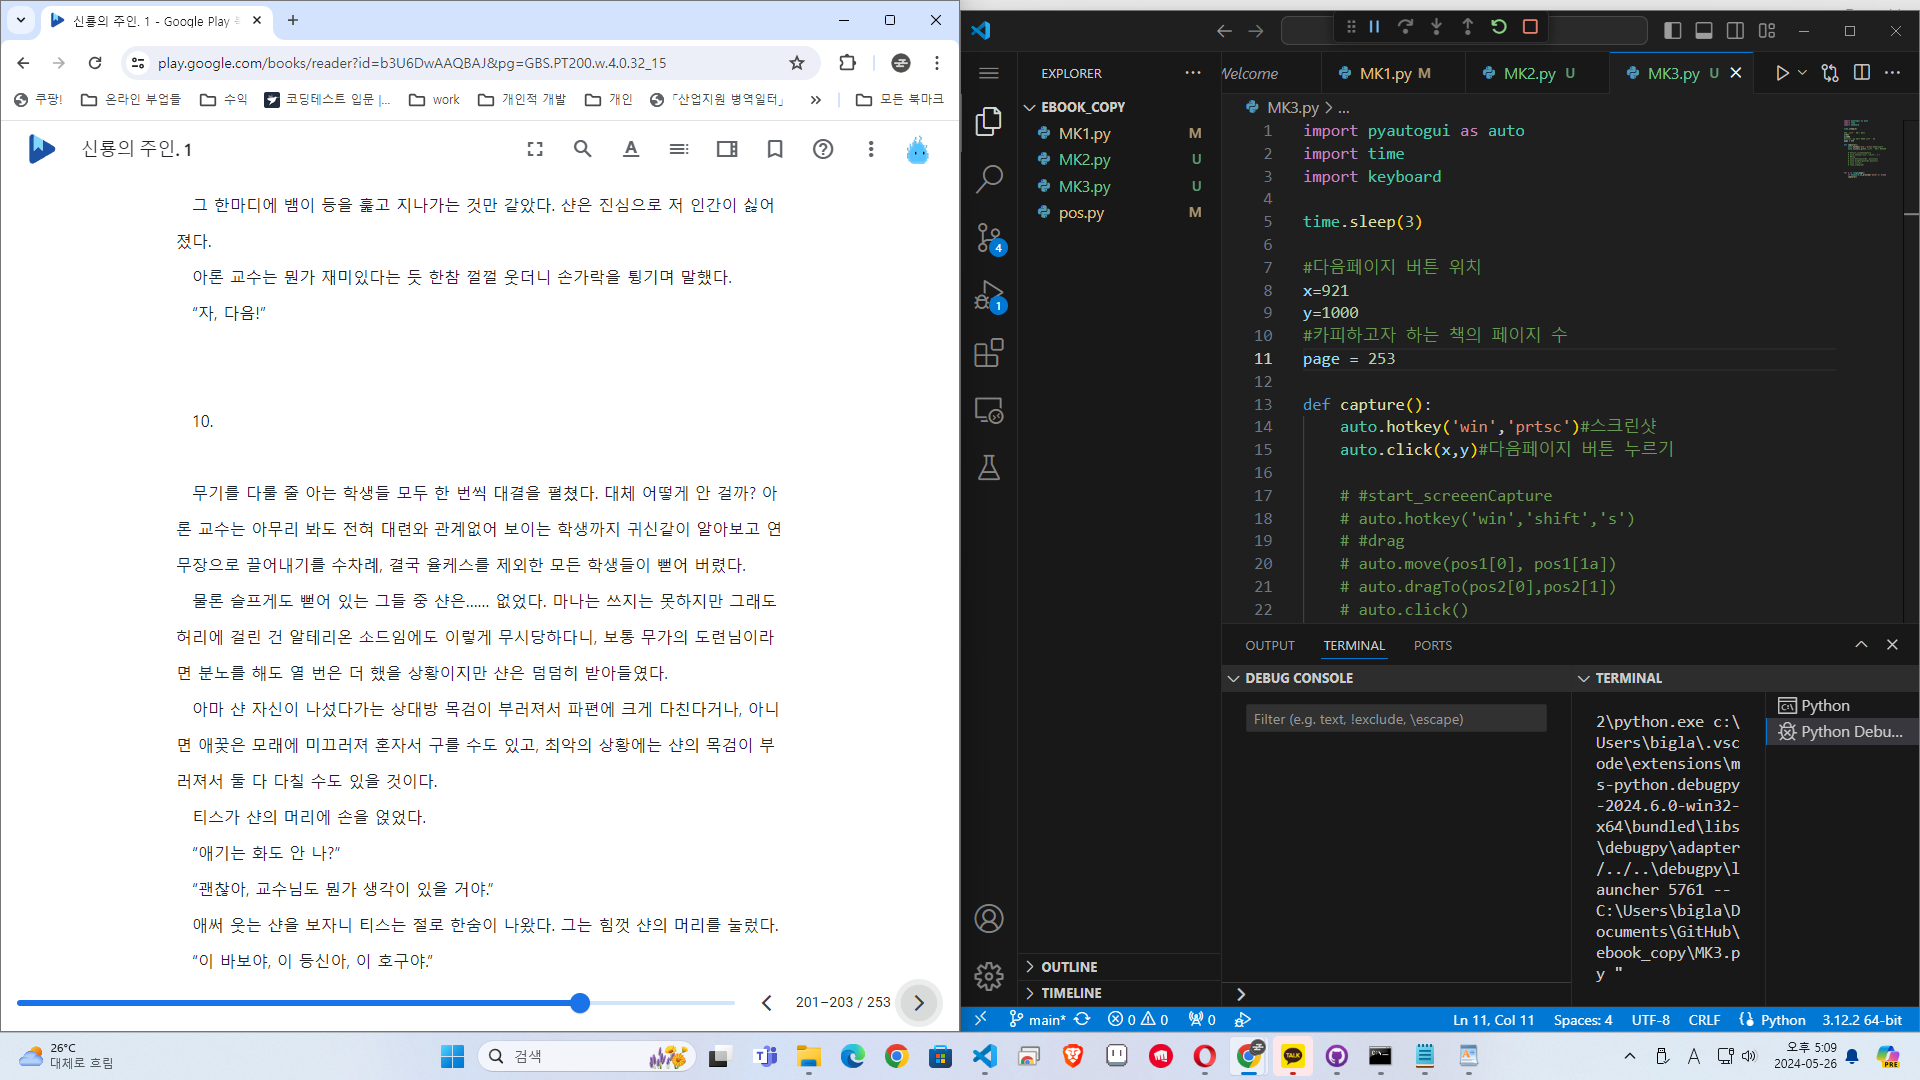 신룡의 주인. 1 - Google Play
play.google.com/books/reader?id=b3U6DwAAQBAJ&pg=GBS.PT200.w.4.0.32_15
쿠팡! 온라인 부업들 수익 코딩테스트 입문 |... work 개인적 개발 개인 「산업지원 병역일터」 » 모든 북마크
신룡의 주인. 1
그 한마디에 뱀이 등을 훑고 지나가는 것만 같았다. 샨은 진심으로 저 인간이 싫어
졌다.
아론 교수는 뭔가 재미있다는 듯 한참 껄껄 웃더니 손가락을 튕기며 말했다.
“자, 다음!”
10.
무기를 다룰 줄 아는 학생들 모두 한 번씩 대결을 펼쳤다. 대체 어떻게 안 걸까? 아
론 교수는 아무리 봐도 전혀 대련와 관계없어 보이는 학생까지 귀신같이 알아보고 연
무장으로 끌어내기를 수차례, 결국 율케스를 제외한 모든 학생들이 뻗어 버렸다.
물론 슬프게도 뻗어 있는 그들 중 샨은...... 없었다. 마나는 쓰지는 못하지만 그래도
허리에 걸린 건 알테리온 소드임에도 이렇게 무시당하다니, 보통 무가의 도련님이라
면 분노를 해도 열 번은 더 했을 상황이지만 샨은 덤덤히 받아들였다.
아마 샨 자신이 나섰다가는 상대방 목검이 부러져서 파편에 크게 다친다거나, 아니
면 애꿎은 모래에 미끄러져 혼자서 구를 수도 있고, 최악의 상황에는 샨의 목검이 부
러져서 둘 다 다칠 수도 있을 것이다.
티스가 샨의 머리에 손을 얹었다.
“얘기는 화도 안 나?”
“괜찮아, 교수님도 뭔가 생각이 있을 거야.”
애써 웃는 샨을 보자니 티스는 절로 한숨이 나왔다. 그는 힘껏 샨의 머리를 눌렀다.
“이 바보야, 이 등신아, 이 호구야.”
201–203 / 253
EXPLORER
EBOOK_COPY
MK1.py M
MK2.py U
MK3.py U
pos.py M
OUTLINE
TIMELINE
Welcome MK1.py M MK2.py U MK3.py U
MK3.py > ...
1 import pyautogui as auto
2 import time
3 import keyboard
4
5 time.sleep(3)
6
7 #다음페이지 버튼 위치
8 x=921
9 y=1000
10 #카피하고자 하는 책의 페이지 수
11 page = 253
12
13 def capture():
14 auto.hotkey('win','prtsc')#스크린샷
15 auto.click(x,y)#다음페이지 버튼 누르기
16
17 # #start_screeenCapture
18 # auto.hotkey('win','shift','s')
19 # #drag
20 # auto.move(pos1[0], pos1[1a])
21 # auto.dragTo(pos2[0],pos2[1])
22 # auto.click()
OUTPUT TERMINAL PORTS
DEBUG CONSOLE
Filter (e.g. text, !exclude, \escape)
TERMINAL
2\python.exe c:\
Users\bigla\.vsc
ode\extensions\m
s-python.debugpy
-2024.6.0-win32-
x64\bundled\libs
\debugpy\adapter
/../..\debugpy\l
auncher 5761 --
C:\Users\bigla\D
ocuments\GitHub\
ebook_copy\MK3.p
y "
Python
Python Debu...
4
1
main* 0 0 0 Ln 11, Col 11 Spaces: 4 UTF-8 CRLF Python 3.12.2 64-bit
26°C
대체로 흐림
검색
TALK
A
오후 5:09
2024-05-26
PRE